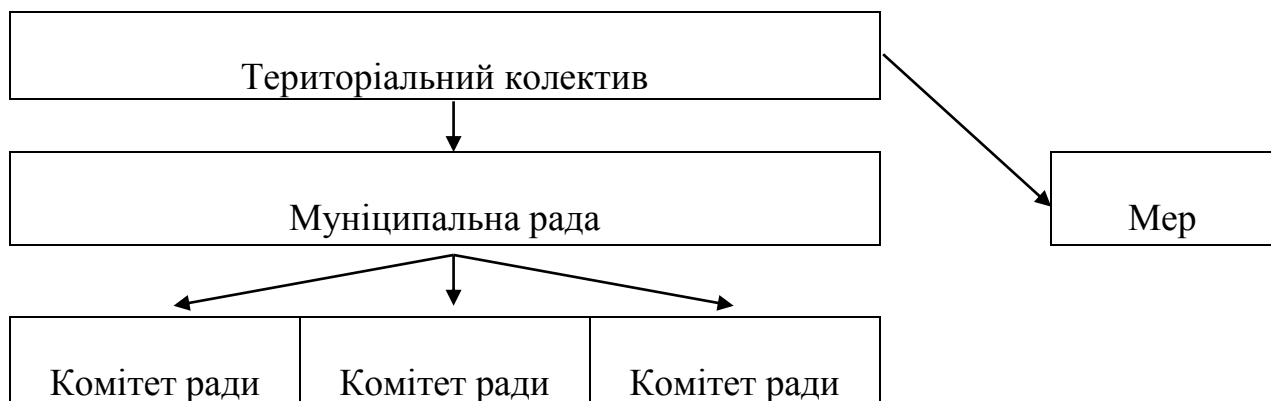 Територіальний колектив
Муніципальна рада
Мер
Комітет ради
Комітет ради
Комітет ради